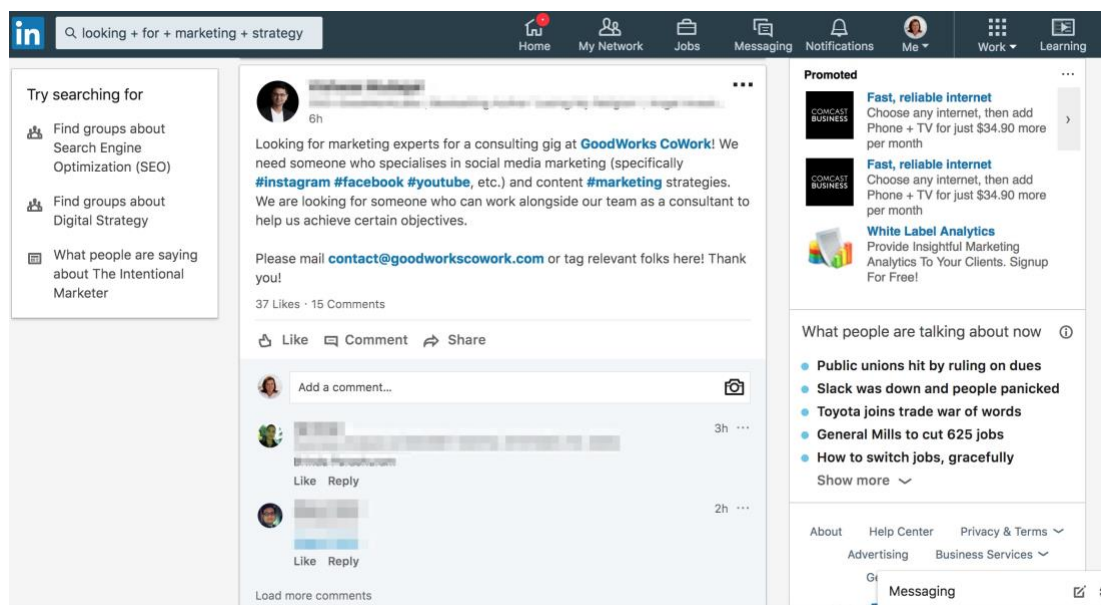 in
looking + for + marketing + strategy
Home
My Network
Jobs
Messaging
Notifications
Me
Work
Learning
Try searching for
Find groups about
Search Engine
Optimization (SEO)
Find groups about
Digital Strategy
What people are saying
about The Intentional
Marketer
6h
Looking for marketing experts for a consulting gig at GoodWorks CoWork! We
need someone who specialises in social media marketing (specifically
#instagram #facebook #youtube, etc.) and content #marketing strategies.
We are looking for someone who can work alongside our team as a consultant to
help us achieve certain objectives.
Please mail contact@goodworkscowork.com or tag relevant folks here! Thank
you!
37 Likes · 15 Comments
Like
Comment
Share
Add a comment...
3h
Like Reply
2h
Like Reply
Load more comments
Promoted
COMCAST
BUSINESS
Fast, reliable internet
Choose any internet, then add
Phone + TV for just $34.90 more
per month
COMCAST
BUSINESS
Fast, reliable internet
Choose any internet, then add
Phone + TV for just $34.90 more
per month
White Label Analytics
Provide Insightful Marketing
Analytics To Your Clients. Signup
For Free!
What people are talking about now
Public unions hit by ruling on dues
Slack was down and people panicked
Toyota joins trade war of words
General Mills to cut 625 jobs
How to switch jobs, gracefully
Show more
About Help Center Privacy & Terms
Advertising Business Services
Messaging